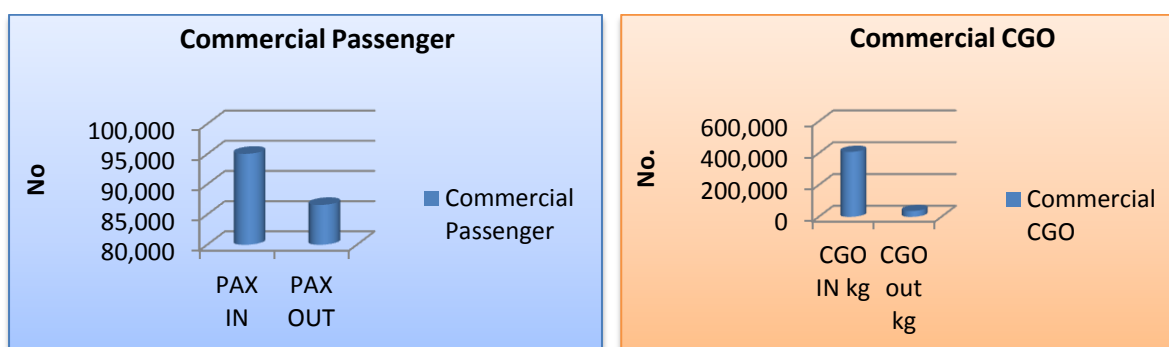 Commercial Passenger
No
100,000
95,000
90,000
85,000
80,000
PAX
IN
PAX
OUT
Commercial
Passenger
Commercial CGO
No.
600,000
400,000
200,000
0
CGO
IN kg
CGO
out
kg
Commercial
CGO